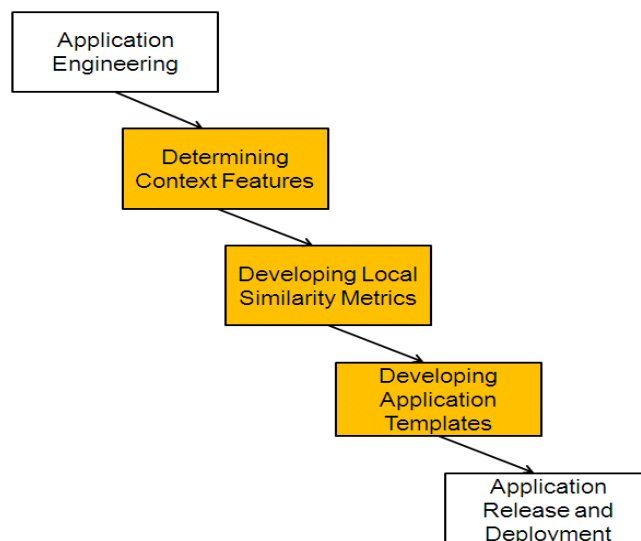 Application
Engineering
Determining
Context Features
Developing Local
Similarity Metrics
Developing
Application
Templates
Application
Release and
Deployment